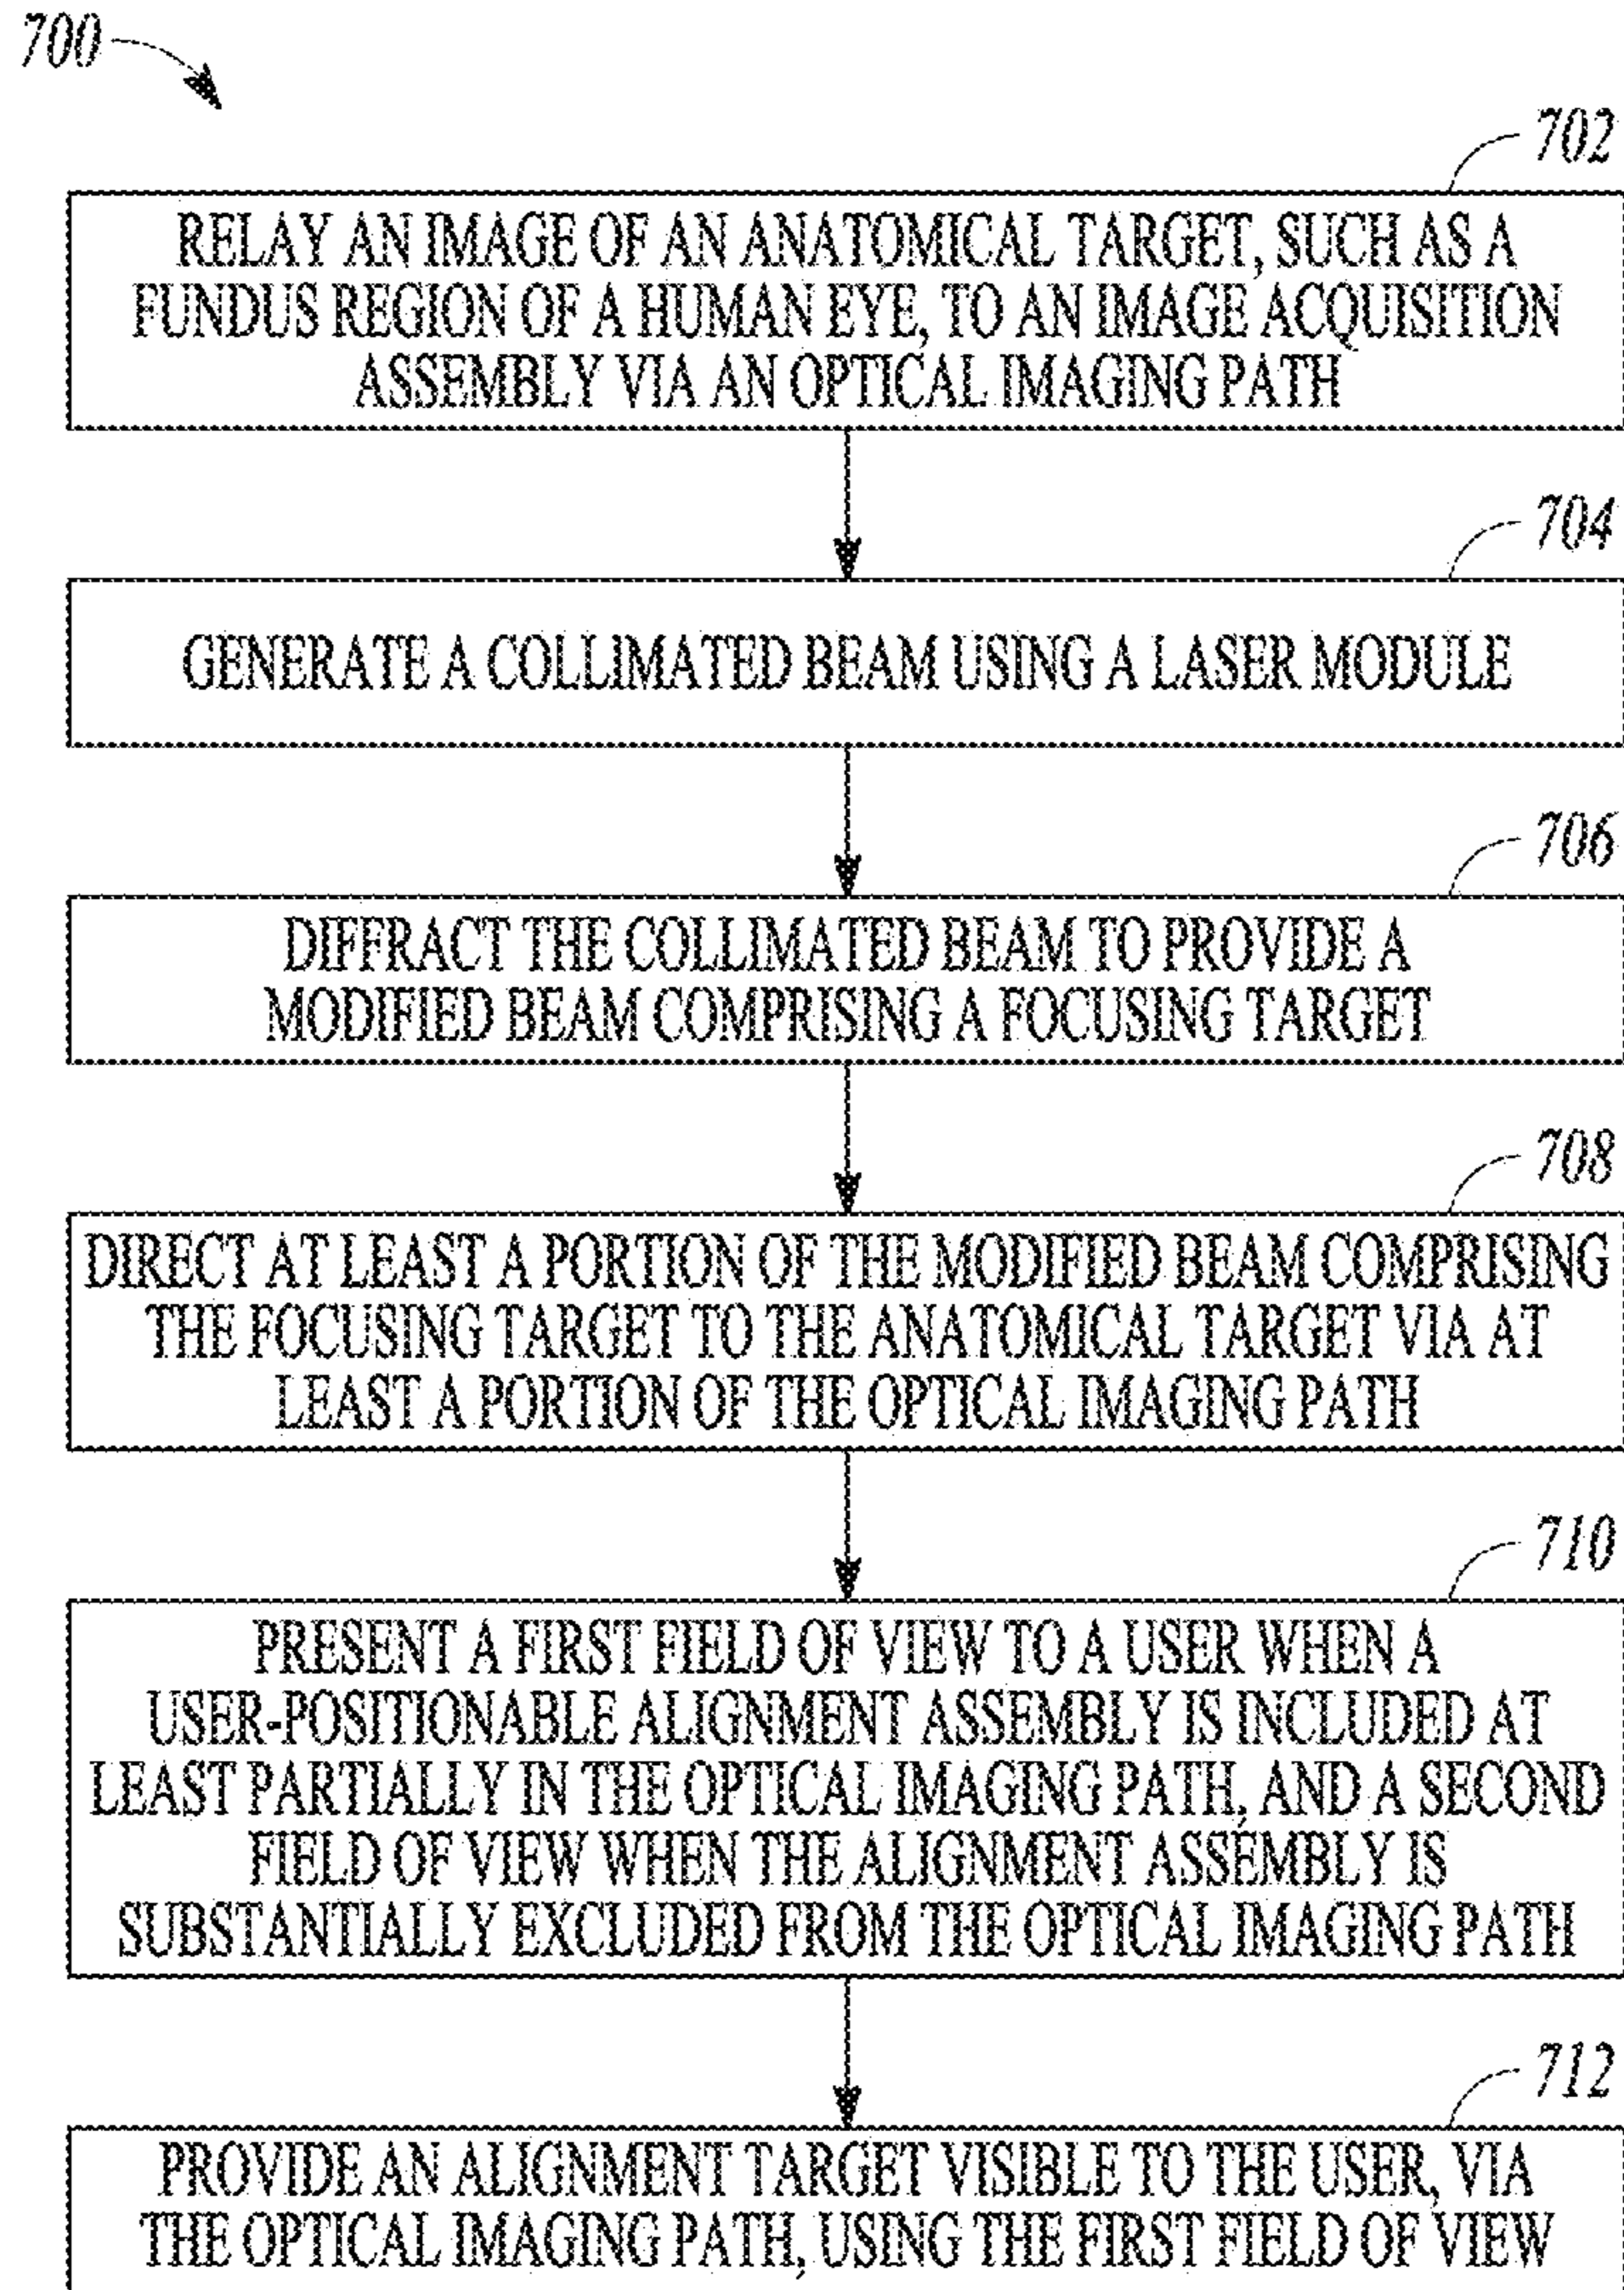 700
702
RELAY AN IMAGE OF AN ANATOMICAL TARGET, SUCH AS A
FUNDUS REGION OF A HUMAN EYE, TO AN IMAGE ACQUISITION
ASSEMBLY VIA AN OPTICAL IMAGING PATH
704
GENERATE A COLLIMATED BEAM USING A LASER MODULE
706
DIFFRACT THE COLLIMATED BEAM TO PROVIDE A
MODIFIED BEAM COMPRISING A FOCUSING TARGET
708
DIRECT AT LEAST A PORTION OF THE MODIFIED BEAM COMPRISING
THE FOCUSING TARGET TO THE ANATOMICAL TARGET VIA AT
LEAST A PORTION OF THE OPTICAL IMAGING PATH
710
PRESENT A FIRST FIELD OF VIEW TO A USER WHEN A
USER-POSITIONABLE ALIGNMENT ASSEMBLY IS INCLUDED AT
LEAST PARTIALLY IN THE OPTICAL IMAGING PATH, AND A SECOND
FIELD OF VIEW WHEN THE ALIGNMENT ASSEMBLY IS
SUBSTANTIALLY EXCLUDED FROM THE OPTICAL IMAGING PATH
712
PROVIDE AN ALIGNMENT TARGET VISIBLE TO THE USER, VIA
THE OPTICAL IMAGING PATH, USING THE FIRST FIELD OF VIEW